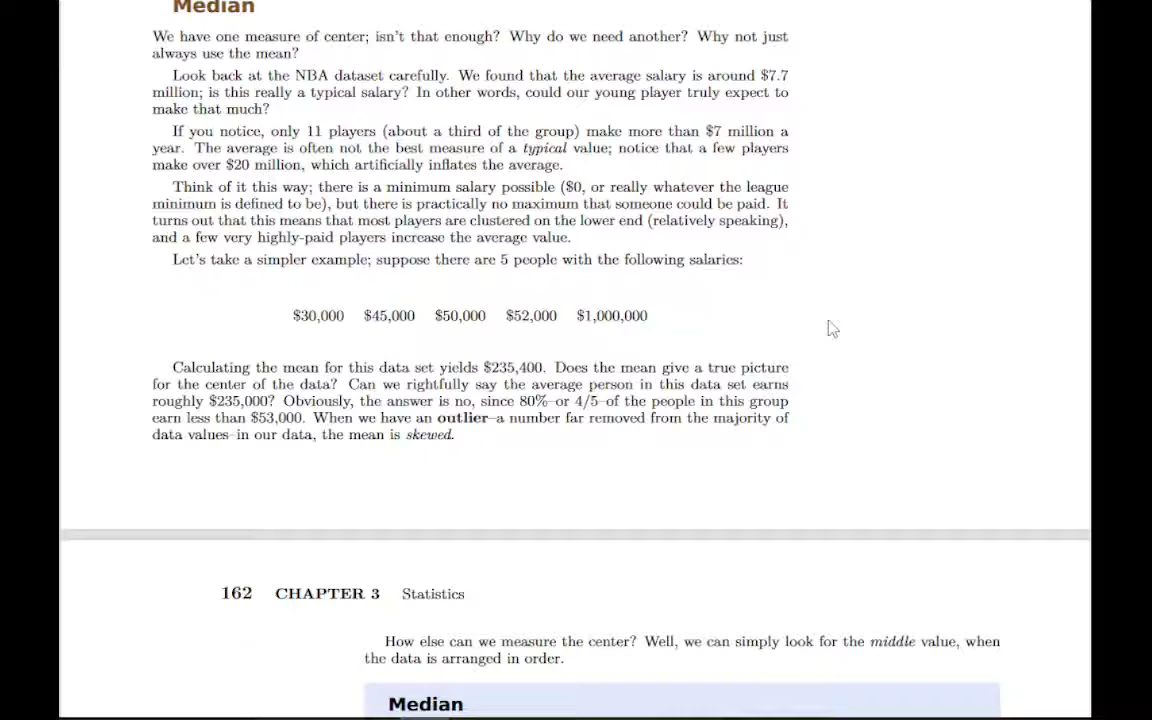 Median
We have one measure of center; isn't that enough? Why do we need another? Why not just
always use the mean?
Look back at the NBA dataset carefully. We found that the average salary is around $7.7
million; is this really a typical salary? In other words, could our young player truly expect to
make that much?
If you notice, only 11 players (about a third of the group) make more than $7 million a
year. The average is often not the best measure of a typical value; notice that a few players
make over $20 million, which artificially inflates the average.
Think of it this way; there is a minimum salary possible ($0, or really whatever the league
minimum is defined to be), but there is practically no maximum that someone could be paid. It
turns out that this means that most players are clustered on the lower end (relatively speaking),
and a few very highly-paid players increase the average value.
Let's take a simpler example; suppose there are 5 people with the following salaries:
$30,000 $45,000 $50,000 $52,000 $1,000,000
Calculating the mean for this data set yields $235,400. Does the mean give a true picture
for the center of the data? Can we rightfully say the average person in this data set earns
roughly $235,000? Obviously, the answer is no, since 80%–or 4/5–of the people in this group
earn less than $53,000. When we have an outlier–a number far removed from the majority of
data values–in our data, the mean is skewed.
162 CHAPTER 3 Statistics
How else can we measure the center? Well, we can simply look for the middle value, when
the data is arranged in order.
Median